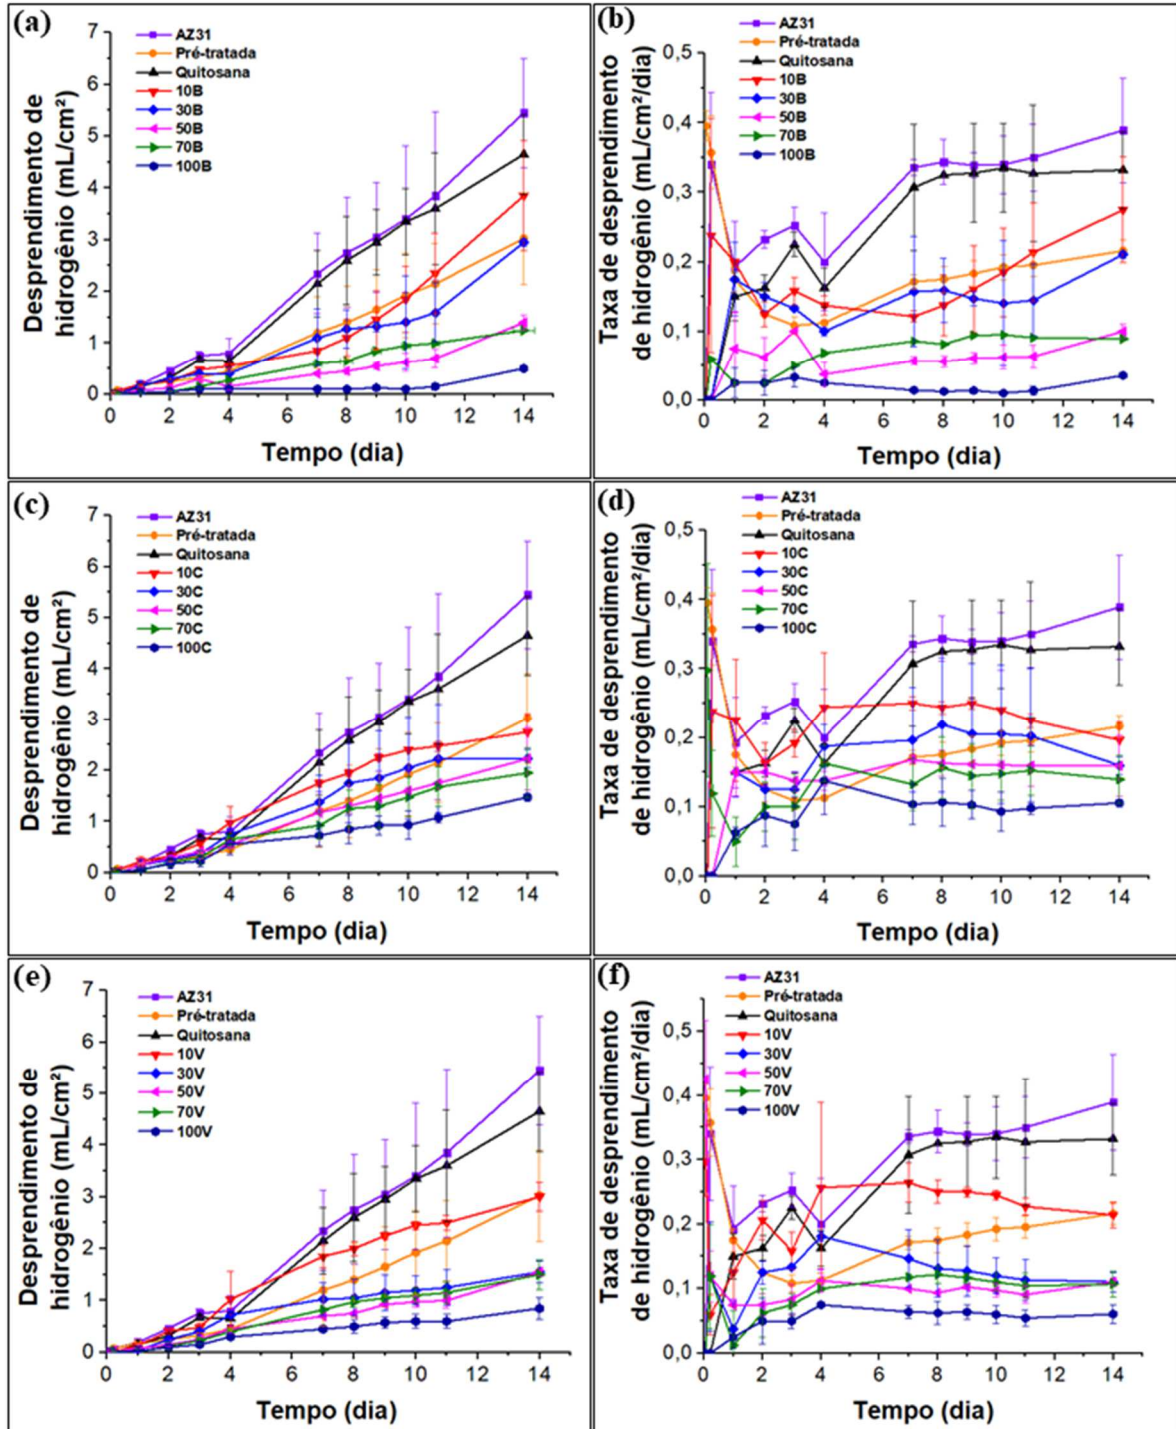 (a)
AZ31
Pré-tratada
Quitosana
10B
30B
50B
70B
100B
Desprendimento de
hidrogênio (mL/cm²)
7
6
5
4
3
2
1
0
0 2 4 6 8 10 12 14
Tempo (dia)
(b)
AZ31
Pré-tratada
Quitosana
10B
30B
50B
70B
100B
Taxa de desprendimento
de hidrogênio (mL/cm²/dia)
0,5
0,4
0,3
0,2
0,1
0,0
0 2 4 6 8 10 12 14
Tempo (dia)
(c)
AZ31
Pré-tratada
Quitosana
10C
30C
50C
70C
100C
Desprendimento de
hidrogênio (mL/cm²)
7
6
5
4
3
2
1
0
0 2 4 6 8 10 12 14
Tempo (dia)
(d)
AZ31
Pré-tratada
Quitosana
10C
30C
50C
70C
100C
Taxa de desprendimento
de hidrogênio (mL/cm²/dia)
0,5
0,4
0,3
0,2
0,1
0,0
0 2 4 6 8 10 12 14
Tempo (dia)
(e)
AZ31
Pré-tratada
Quitosana
10V
30V
50V
70V
100V
Desprendimento de
hidrogênio (mL/cm²)
7
6
5
4
3
2
1
0
0 2 4 6 8 10 12 14
Tempo (dia)
(f)
AZ31
Pré-tratada
Quitosana
10V
30V
50V
70V
100V
Taxa de desprendimento
de hidrogênio (mL/cm²/dia)
0,5
0,4
0,3
0,2
0,1
0,0
0 2 4 6 8 10 12 14
Tempo (dia)